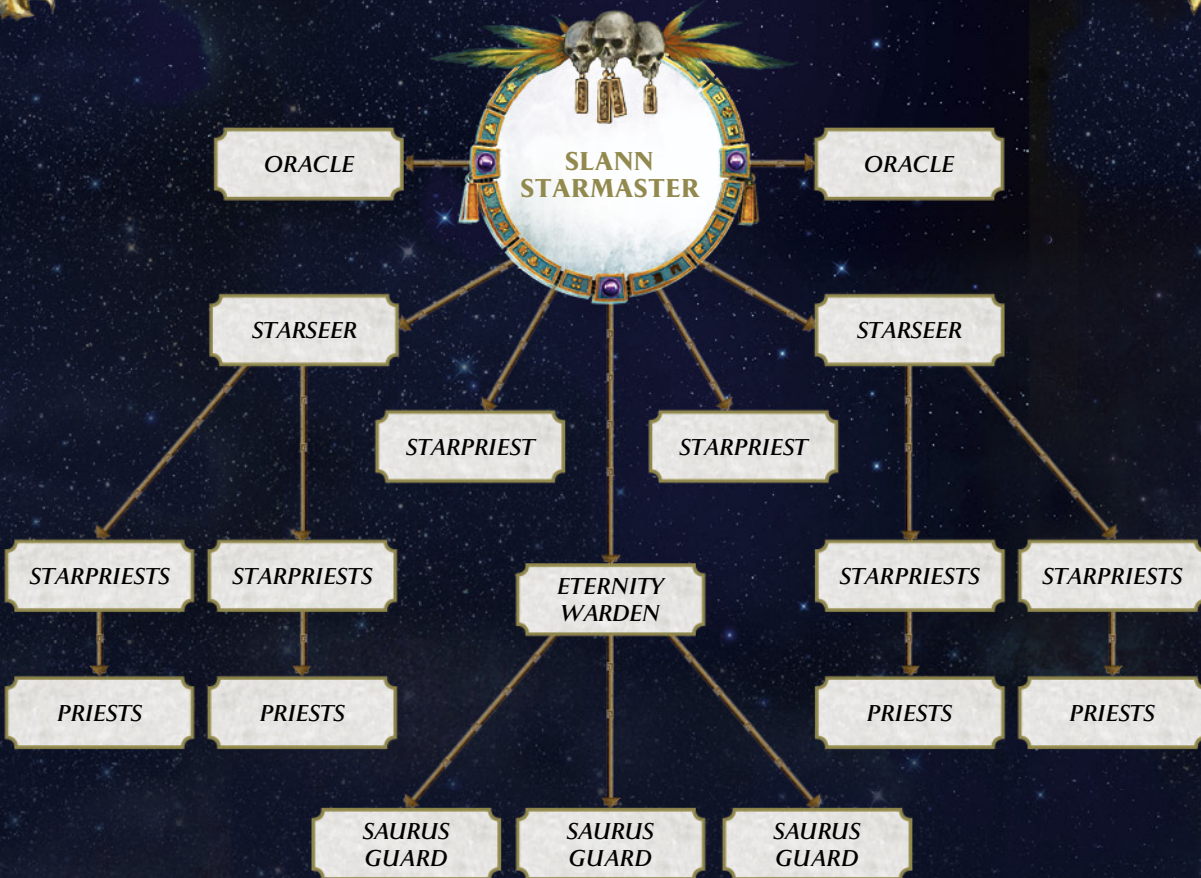 SLANN
STARMASTER
ORACLE
ORACLE
STARSEER
STARSEER
STARPRIEST
STARPRIEST
STARPRIESTS
STARPRIESTS
ETERNITY
WARDEN
STARPRIESTS
STARPRIESTS
PRIESTS
PRIESTS
PRIESTS
PRIESTS
SAURUS
GUARD
SAURUS
GUARD
SAURUS
GUARD